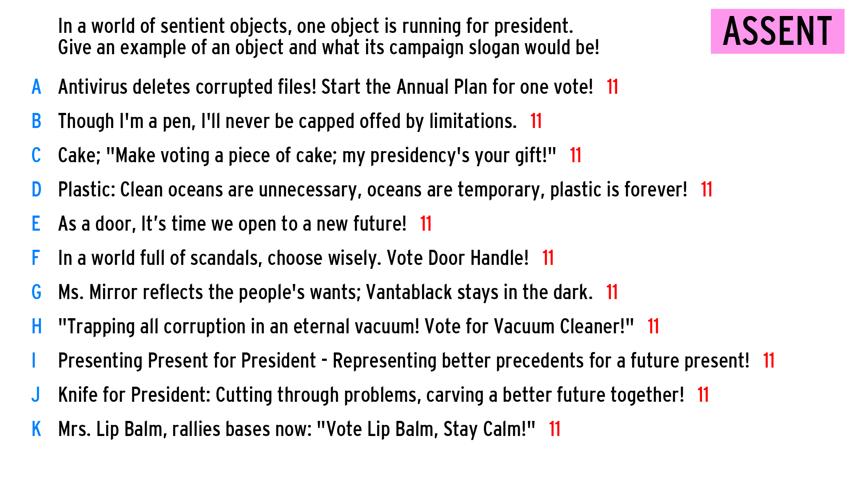 In a world of sentient objects, one object is running for president.
Give an example of an object and what its campaign slogan would be!
ASSENT
A Antivirus deletes corrupted files! Start the Annual Plan for one vote! 11
B Though I'm a pen, I'll never be capped offed by limitations. 11
C Cake; "Make voting a piece of cake; my presidency's your gift!" 11
D Plastic: Clean oceans are unnecessary, oceans are temporary, plastic is forever! 11
E As a door, It’s time we open to a new future! 11
F In a world full of scandals, choose wisely. Vote Door Handle! 11
G Ms. Mirror reflects the people's wants; Vantablack stays in the dark. 11
H "Trapping all corruption in an eternal vacuum! Vote for Vacuum Cleaner!" 11
I Presenting Present for President - Representing better precedents for a future present! 11
J Knife for President: Cutting through problems, carving a better future together! 11
K Mrs. Lip Balm, rallies bases now: "Vote Lip Balm, Stay Calm!" 11